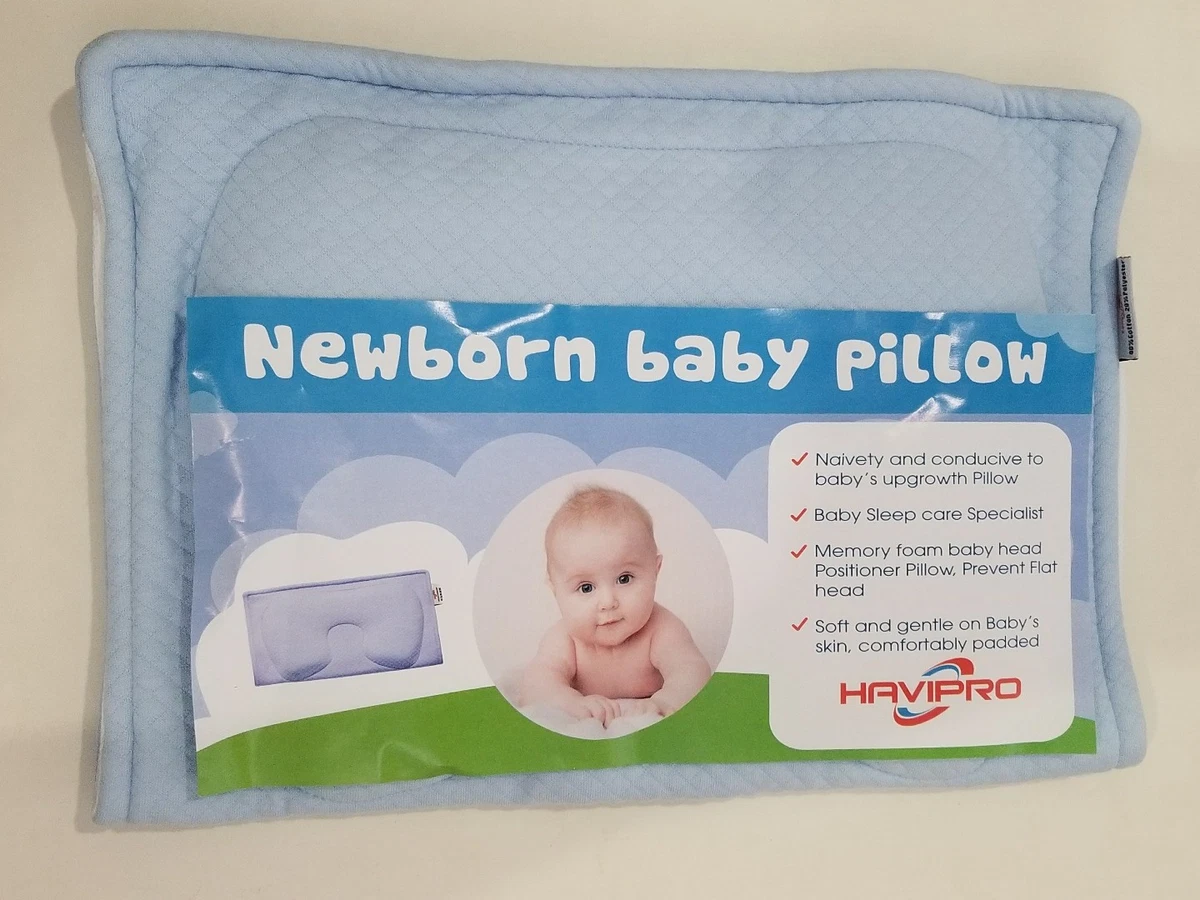 Newborn baby pillow
Naivety and conducive to
baby's upgrowth Pillow
Baby Sleep care Specialist
Memory foam baby head
Positioner Pillow, Prevent Flat
head
Soft and gentle on Baby's
skin, comfortably padded
HAVIPRO